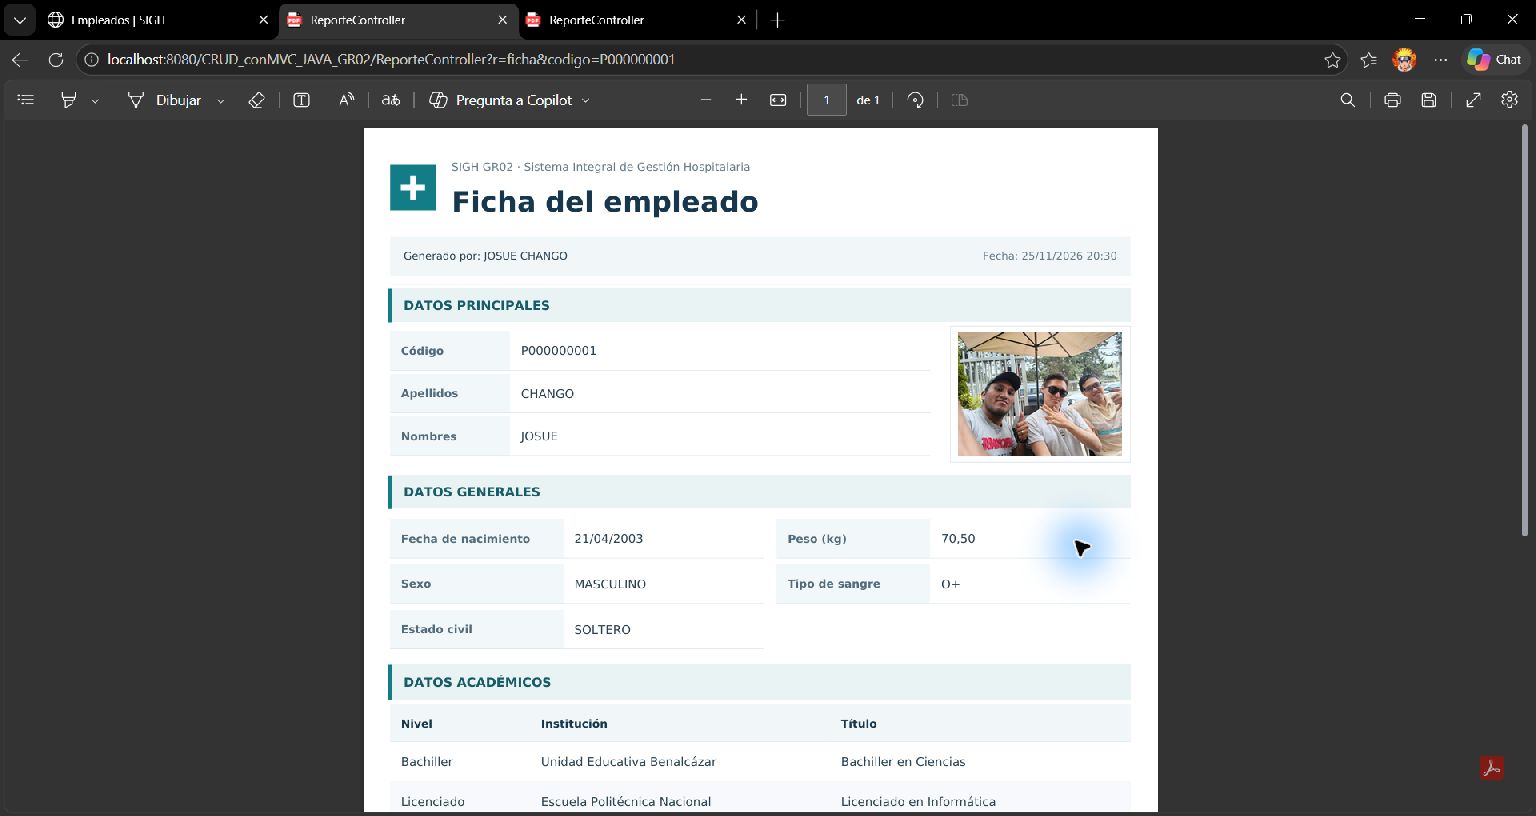 Empleados | SIGH
ReporteController
ReporteController
localhost:8080/CRUD_conMVC_JAVA_GR02/ReporteController?r=ficha&codigo=P000000001
Chat
Dibujar
Pregunta a Copilot
1
de 1
SIGH GR02 · Sistema Integral de Gestión Hospitalaria
Ficha del empleado
Generado por: JOSUE CHANGO
Fecha: 25/11/2026 20:30
DATOS PRINCIPALES
Código P000000001
Apellidos CHANGO
Nombres JOSUE
DATOS GENERALES
Fecha de nacimiento 21/04/2003 Peso (kg) 70,50
Sexo MASCULINO Tipo de sangre O+
Estado civil SOLTERO
DATOS ACADÉMICOS
Nivel Institución Título
Bachiller Unidad Educativa Benalcázar Bachiller en Ciencias
Licenciado Escuela Politécnica Nacional Licenciado en Informática